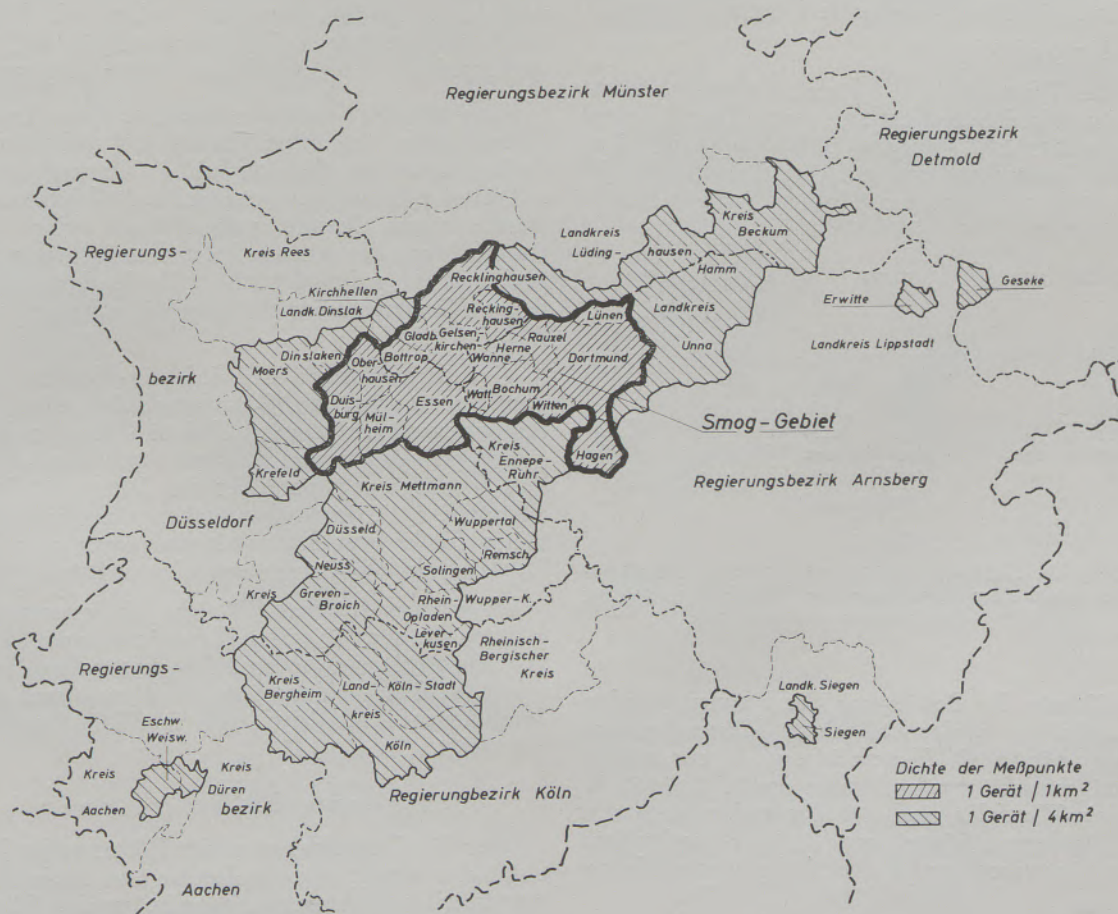 Regierungsbezirk Münster
Regierungsbezirk
Detmold
Regierungs-
bezirk
Düsseldorf
Kreis Rees
Kirchhellen
Landk. Dinslak
Landkreis
Lüding-
hausen
Kreis
Beckum
Hamm
Landkreis
Unna
Erwitte
Geseke
Landkreis Lippstadt
Recklinghausen
Reckling-
hausen
Lünen
Gladb.
Gelsen-
kirchen
Rauxel
Herne
Wanne
Dortmund
Dinslaken
Moers
Ober-
hausen
Bottrop
Duis-
burg
Mül-
heim
Essen
Watt.
Bochum
Witten
Smog-Gebiet
Hagen
Krefeld
Kreis
Ennepe-
Ruhr
Kreis Mettmann
Regierungsbezirk Arnsberg
Düsseld.
Wuppertal
Remsch.
Neuss
Solingen
Kreis
Greven-
Broich
Rhein-
Wupper-K.
Opladen
Lever-
kusen
Rheinisch-
Bergischer
Kreis
Regierungs-
bezirk
Aachen
Kreis
Bergheim
Land-
kreis
Köln
Köln-Stadt
Eschw.
Weisw.
Kreis
Aachen
Kreis
Düren
Regierungbezirk Köln
Landk. Siegen
Siegen
Dichte der Meßpunkte
1 Gerät / 1km²
1 Gerät / 4km²